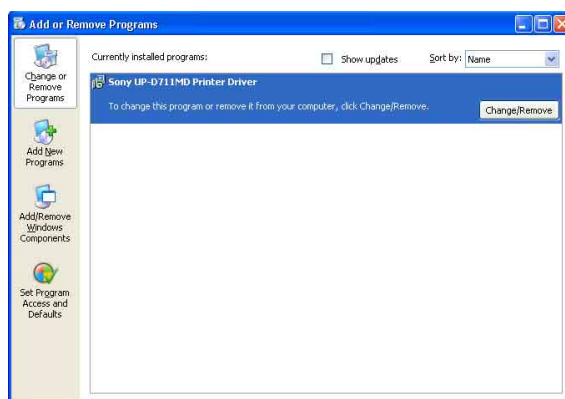 Add or Remove Programs
Change or
Remove
Programs
Add New
Programs
Add/Remove
Windows
Components
Set Program
Access and
Defaults
Currently installed programs:
Show updates
Sort by:
Name
Sony UP-D711MD Printer Driver
To change this program or remove it from your computer, click Change/Remove.
Change/Remove